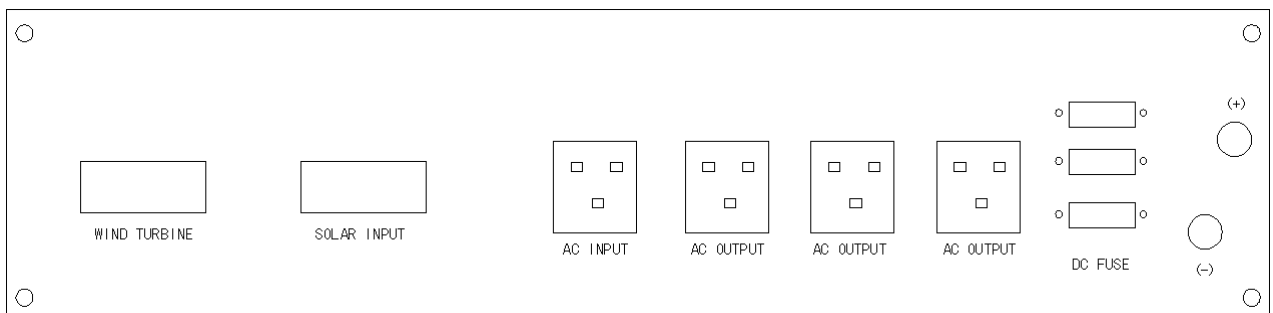 (+)
WIND TURBINE
SOLAR INPUT
AC INPUT
AC OUTPUT
AC OUTPUT
AC OUTPUT
DC FUSE
(-)